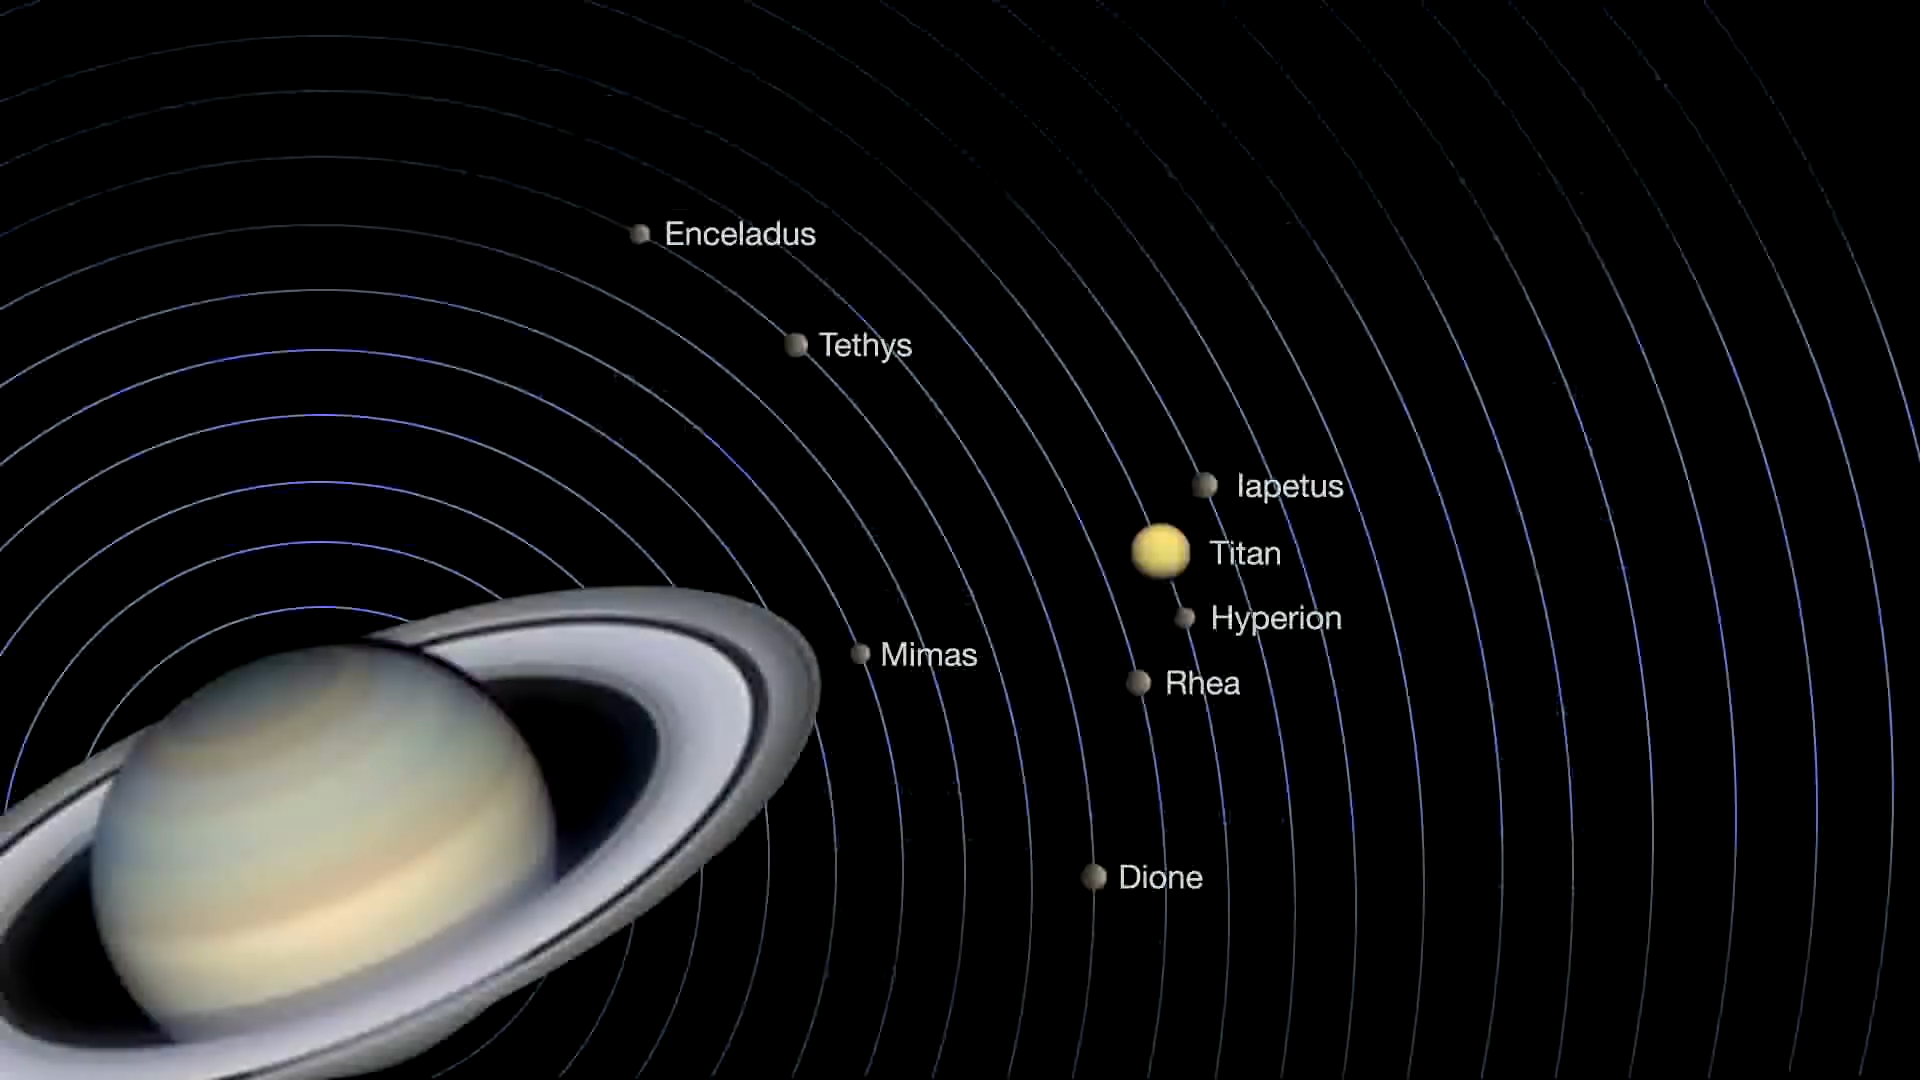 Enceladus
Tethys
Iapetus
Titan
Hyperion
Mimas
Rhea
Dione